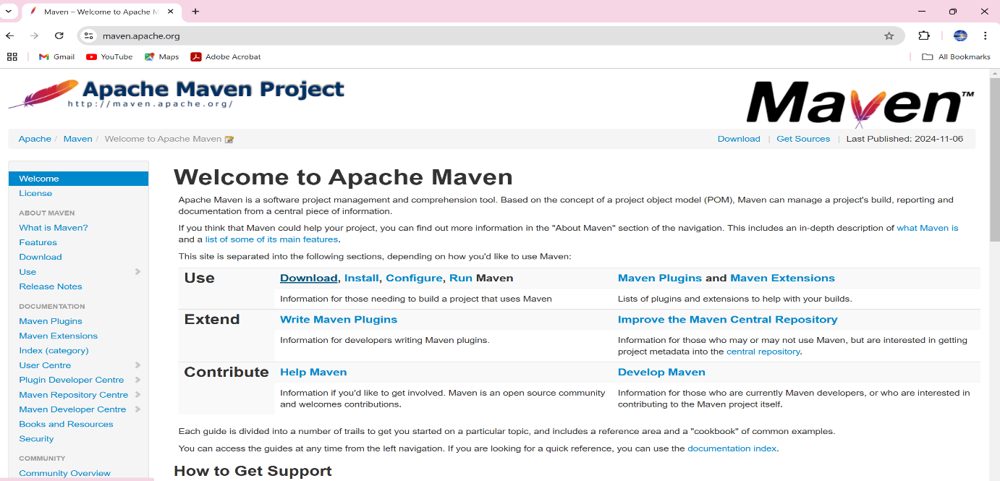 Maven – Welcome to Apache M
maven.apache.org
Gmail
YouTube
Maps
Adobe Acrobat
All Bookmarks
Apache Maven Project
http://maven.apache.org/
Maven™
Apache / Maven / Welcome to Apache Maven
Download | Get Sources | Last Published: 2024-11-06
Welcome
License
ABOUT MAVEN
What is Maven?
Features
Download
Use
Release Notes
DOCUMENTATION
Maven Plugins
Maven Extensions
Index (category)
User Centre
Plugin Developer Centre
Maven Repository Centre
Maven Developer Centre
Books and Resources
Security
COMMUNITY
Community Overview
Welcome to Apache Maven
Apache Maven is a software project management and comprehension tool. Based on the concept of a project object model (POM), Maven can manage a project's build, reporting and
documentation from a central piece of information.
If you think that Maven could help your project, you can find out more information in the "About Maven" section of the navigation. This includes an in-depth description of what Maven is
and a list of some of its main features.
This site is separated into the following sections, depending on how you'd like to use Maven:
Use
Download, Install, Configure, Run Maven
Maven Plugins and Maven Extensions
Information for those needing to build a project that uses Maven
Lists of plugins and extensions to help with your builds.
Extend
Write Maven Plugins
Improve the Maven Central Repository
Information for developers writing Maven plugins.
Information for those who may or may not use Maven, but are interested in getting
project metadata into the central repository.
Contribute
Help Maven
Develop Maven
Information if you'd like to get involved. Maven is an open source community
and welcomes contributions.
Information for those who are currently Maven developers, or who are interested in
contributing to the Maven project itself.
Each guide is divided into a number of trails to get you started on a particular topic, and includes a reference area and a "cookbook" of common examples.
You can access the guides at any time from the left navigation. If you are looking for a quick reference, you can use the documentation index.
How to Get Support